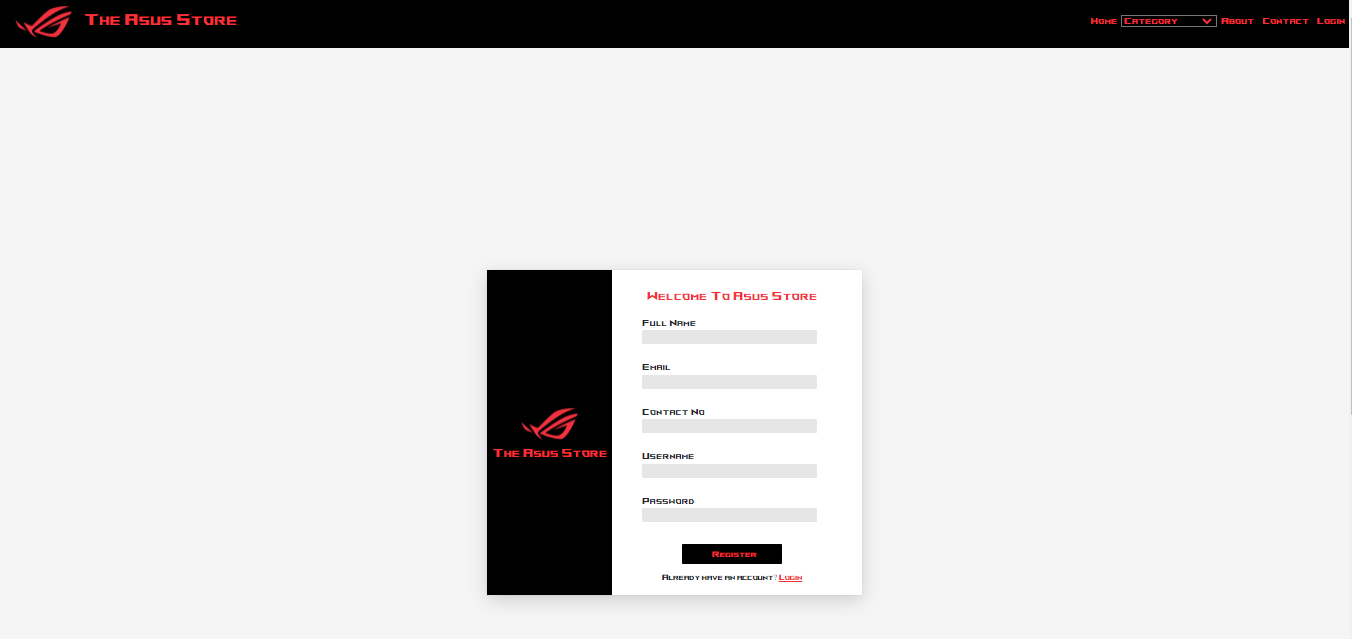 The Asus Store
Home Category About Contact Login
Welcome To Asus Store
Full Name
Email
Contact No
Username
The Asus Store
Password
Register
Already have an account? Login